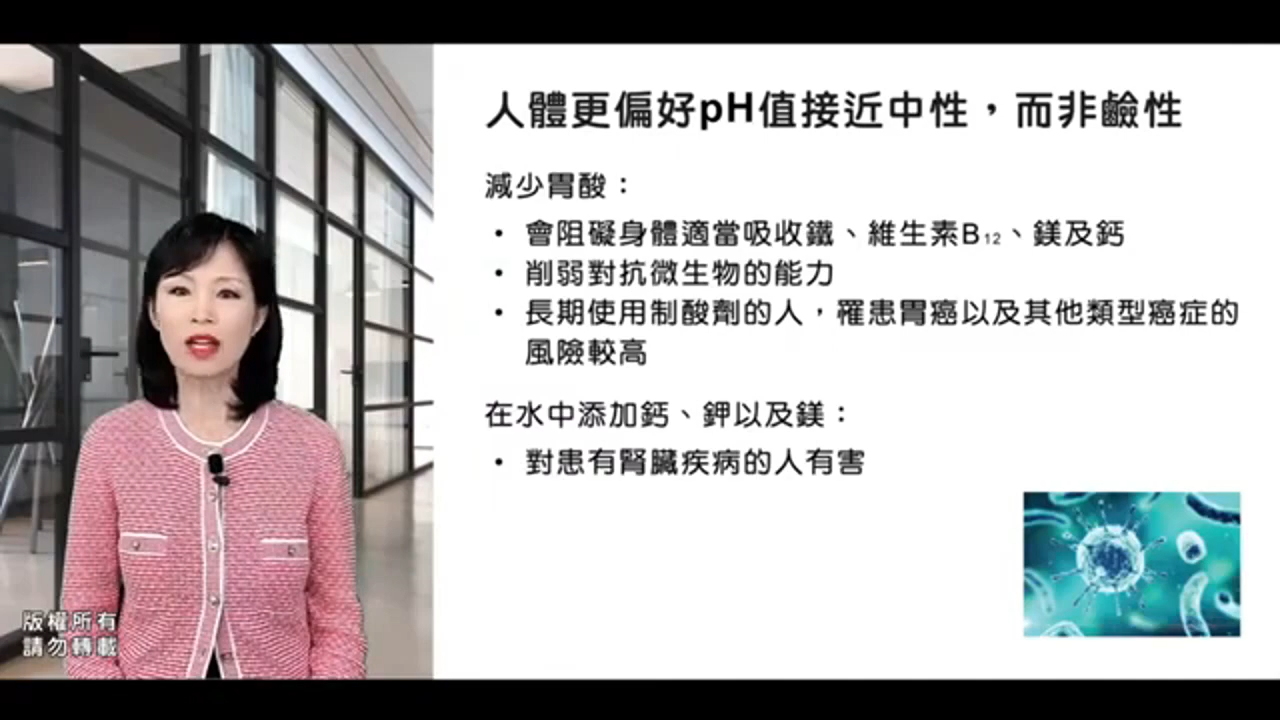 人體更偏好pH值接近中性，而非鹼性
減少胃酸：
• 會阻礙身體適當吸收鐵、維生素B₁₂、鎂及鈣
• 削弱對抗微生物的能力
• 長期使用制酸劑的人，罹患胃癌以及其他類型癌症的
風險較高
在水中添加鈣、鉀以及鎂：
• 對患有腎臟疾病的人有害
版權所有
請勿轉載